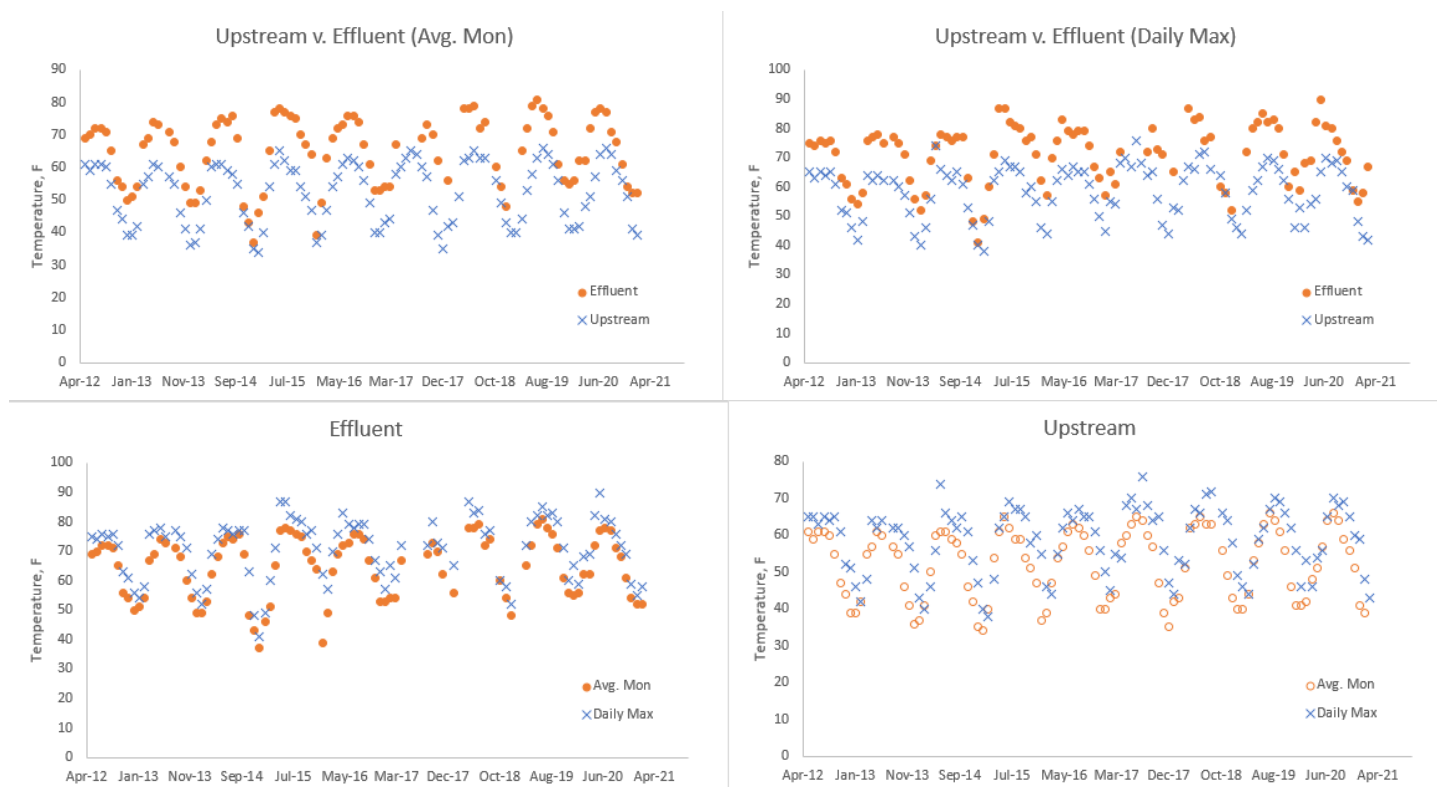 Upstream v. Effluent (Avg. Mon)
90
80
70
60
50
40
30
20
10
0
Temperature, F
Effluent
Upstream
Apr-12 Jan-13 Nov-13 Sep-14 Jul-15 May-16 Mar-17 Dec-17 Oct-18 Aug-19 Jun-20 Apr-21
Upstream v. Effluent (Daily Max)
100
90
80
70
60
50
40
30
20
10
0
Temperature, F
Effluent
Upstream
Apr-12 Jan-13 Nov-13 Sep-14 Jul-15 May-16 Mar-17 Dec-17 Oct-18 Aug-19 Jun-20 Apr-21
Effluent
100
90
80
70
60
50
40
30
20
10
0
Temperature, F
Avg. Mon
Daily Max
Apr-12 Jan-13 Nov-13 Sep-14 Jul-15 May-16 Mar-17 Dec-17 Oct-18 Aug-19 Jun-20 Apr-21
Upstream
80
70
60
50
40
30
20
10
0
Temperature, F
Avg. Mon
Daily Max
Apr-12 Jan-13 Nov-13 Sep-14 Jul-15 May-16 Mar-17 Dec-17 Oct-18 Aug-19 Jun-20 Apr-21